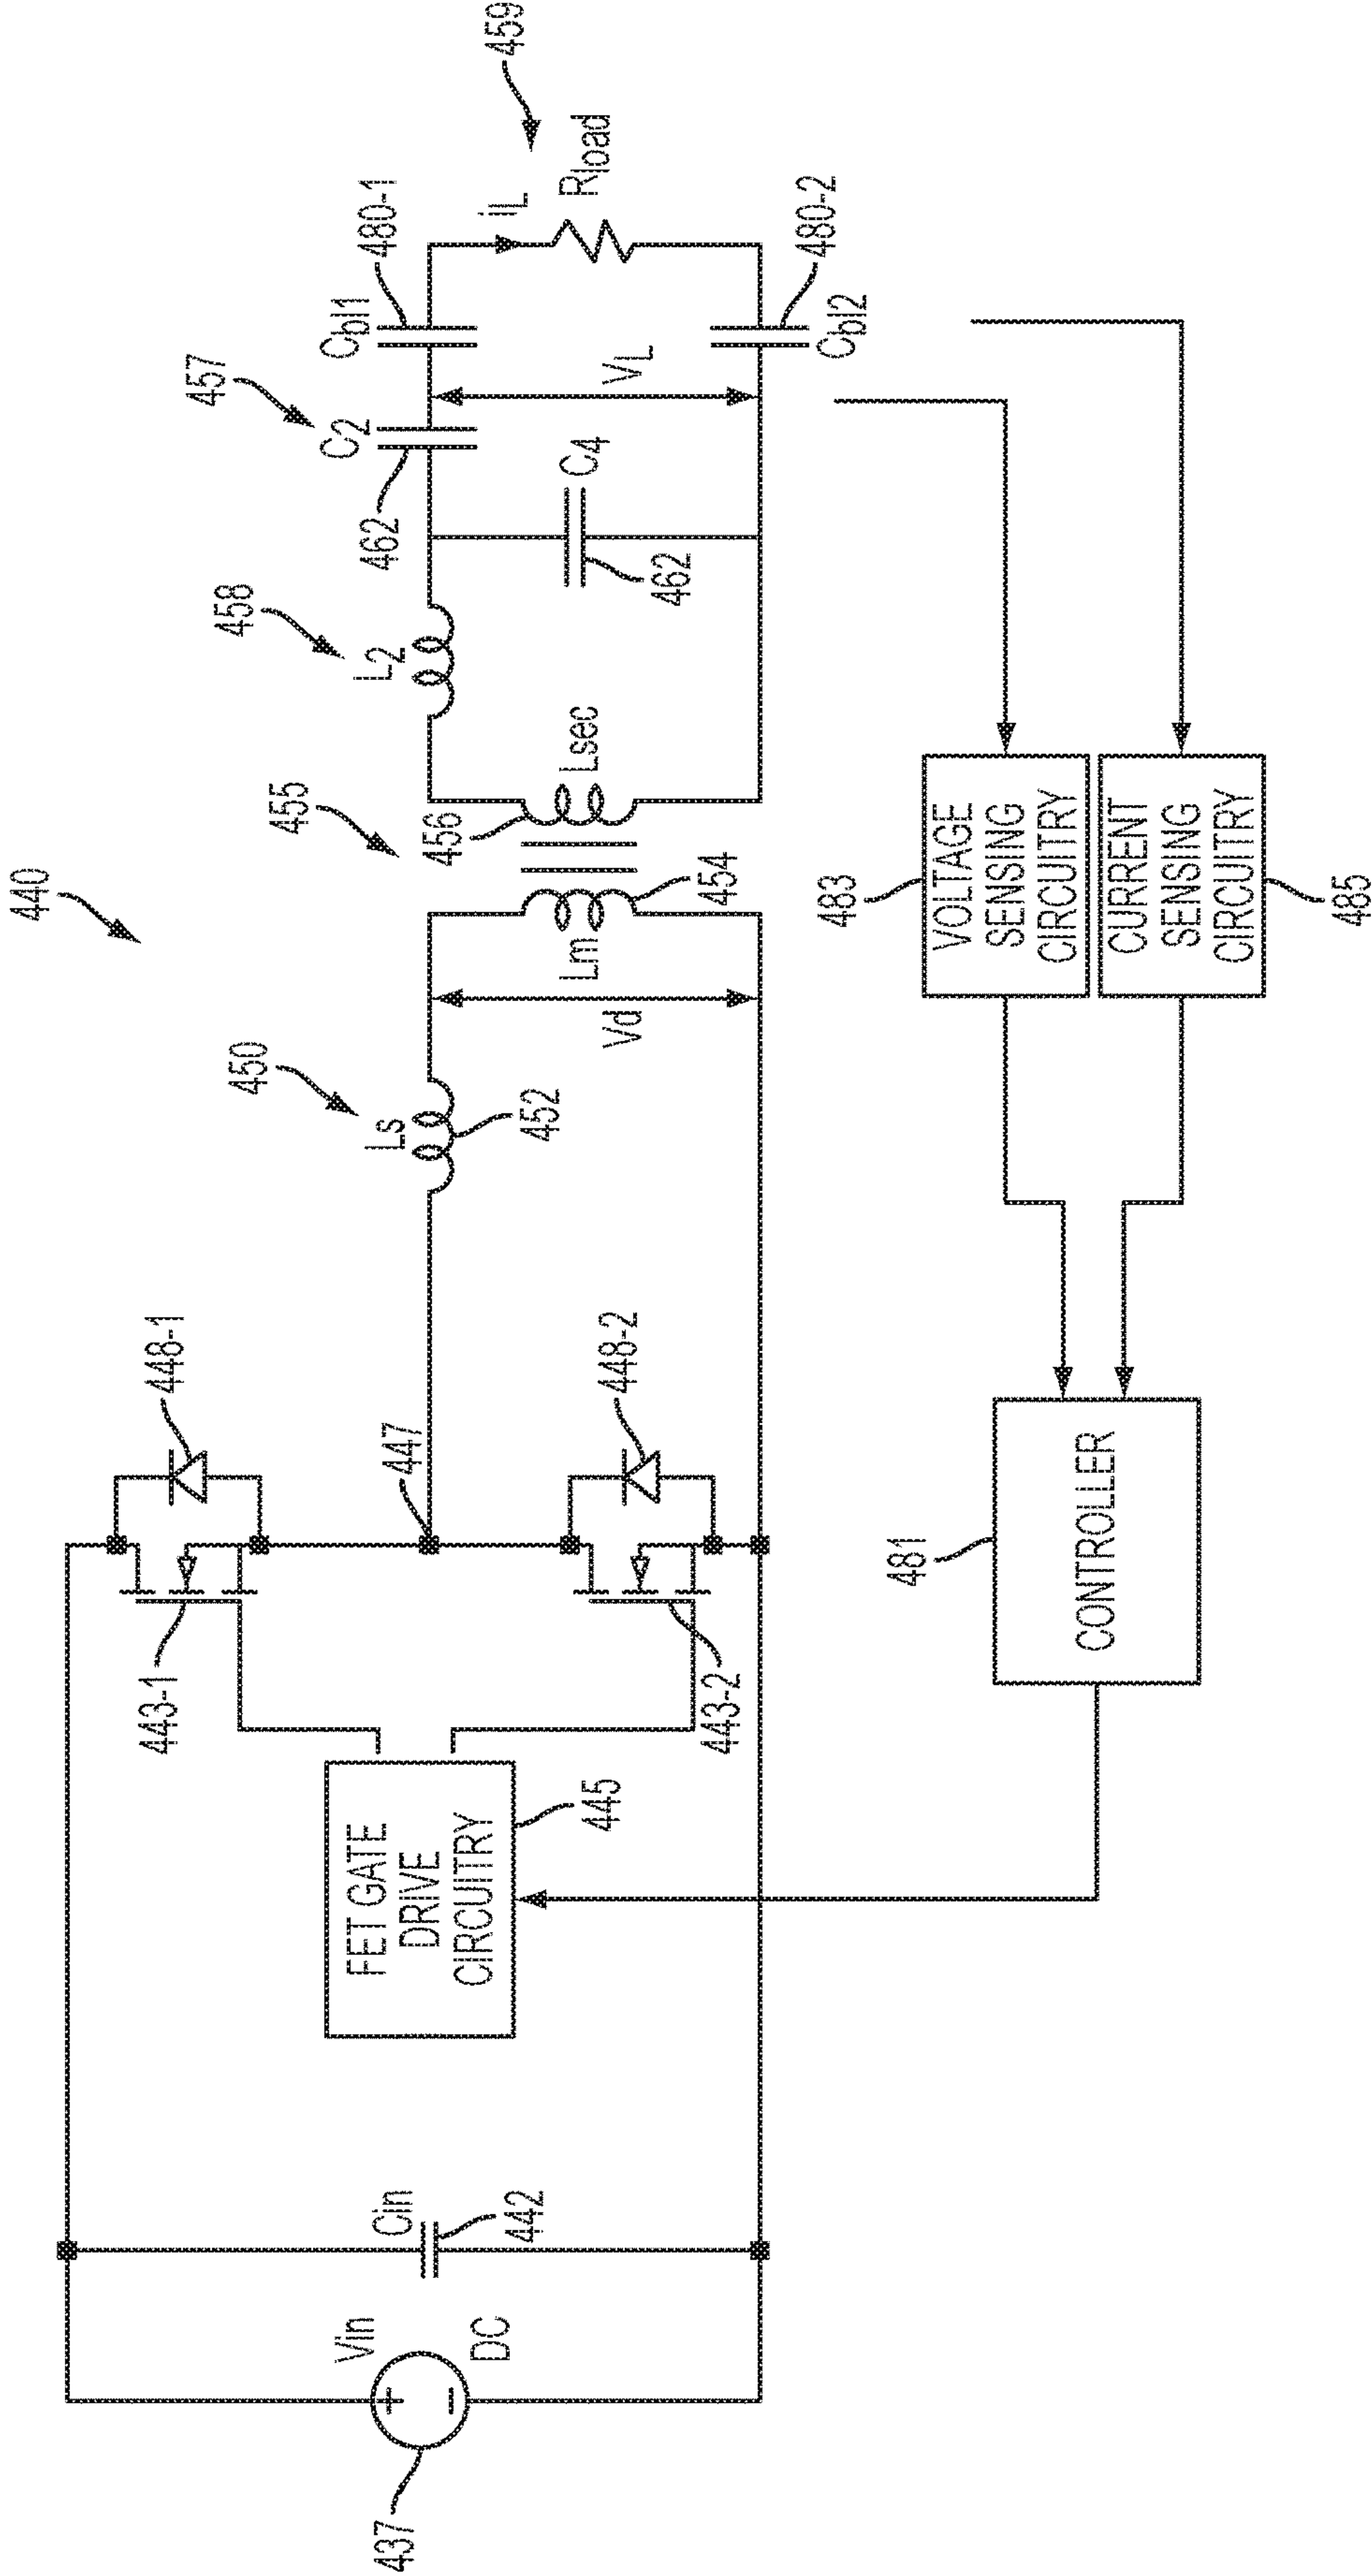 440
437
Vin
DC
Cin
442
FET GATE
DRIVE
CIRCUITRY
445
443-1
448-1
447
443-2
448-2
450
Ls
452
Vd
455
Lm
454
456
Lsec
458
L2
462
C4
462
457
C2
VL
Cbl1
480-1
iL
Rload
459
Cbl2
480-2
481
CONTROLLER
483
VOLTAGE
SENSING
CIRCUITRY
CURRENT
SENSING
CIRCUITRY
485